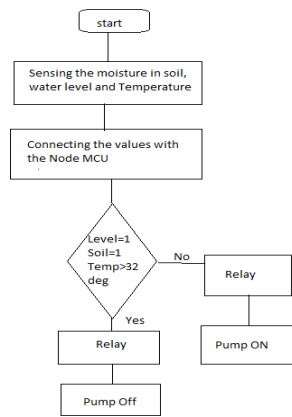 start
Sensing the moisture in soil,
water level and Temperature
Connecting the values with
the Node MCU
Level=1
Soil=1
Temp>32
deg
No
Relay
Yes
Relay
Pump ON
Pump Off